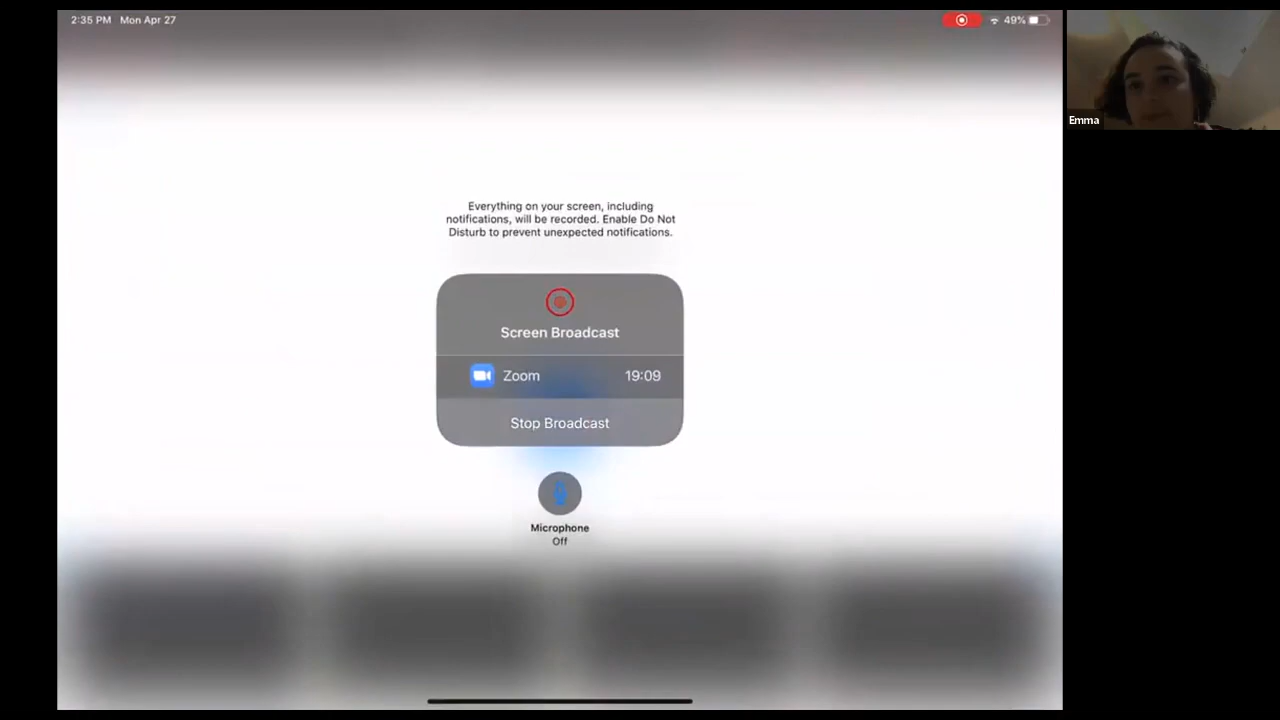 2:35 PM Mon Apr 27
49%
Emma
Everything on your screen, including
notifications, will be recorded. Enable Do Not
Disturb to prevent unexpected notifications.
Screen Broadcast
Zoom 19:09
Stop Broadcast
Microphone
Off